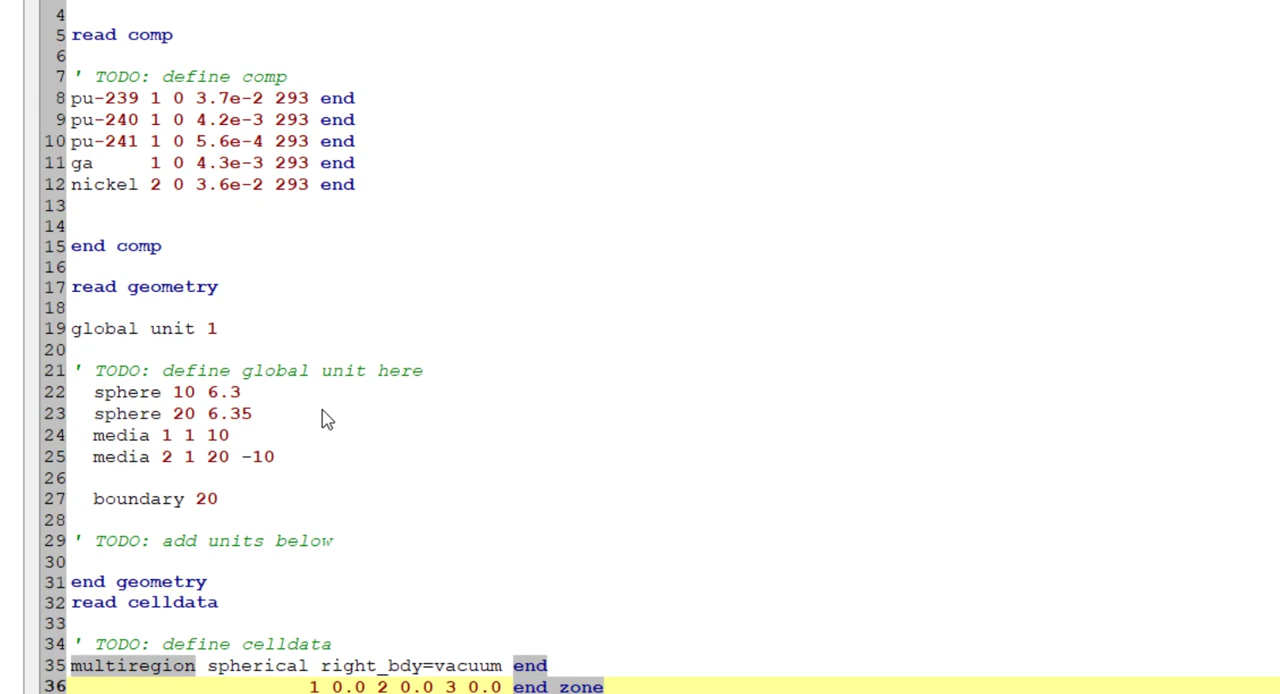 4
5 read comp
6
7 ' TODO: define comp
8 pu-239 1 0 3.7e-2 293 end
9 pu-240 1 0 4.2e-3 293 end
10 pu-241 1 0 5.6e-4 293 end
11 ga 1 0 4.3e-3 293 end
12 nickel 2 0 3.6e-2 293 end
13
14
15 end comp
16
17 read geometry
18
19 global unit 1
20
21 ' TODO: define global unit here
22 sphere 10 6.3
23 sphere 20 6.35
24 media 1 1 10
25 media 2 1 20 -10
26
27 boundary 20
28
29 ' TODO: add units below
30
31 end geometry
32 read celldata
33
34 ' TODO: define celldata
35 multiregion spherical right_bdy=vacuum end
36 1 0.0 2 0.0 3 0.0 end zone